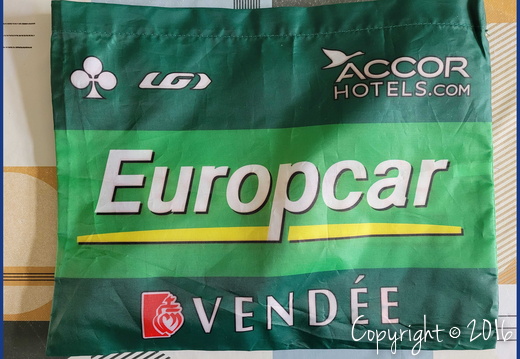 LG ACCOR
HOTELS.COM
Europcar
VENDÉE
Copyright © 2016